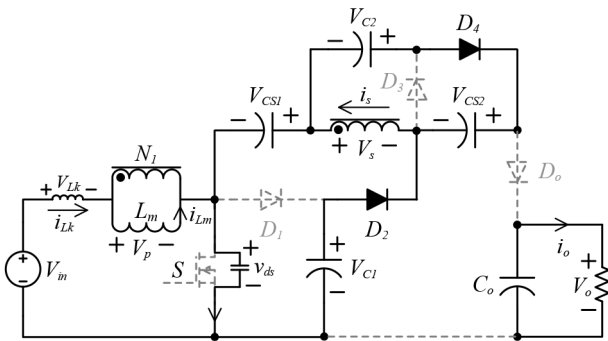 − V_C2 + D_4
D_3
− V_CS1 + i_s − V_CS2 +
+ V_s −
N_1
+ V_Lk − L_m i_Lm D_1 D_2 D_o
i_Lk + V_p −
V_in S + v_ds − + V_C1 − C_o i_o + V_o −